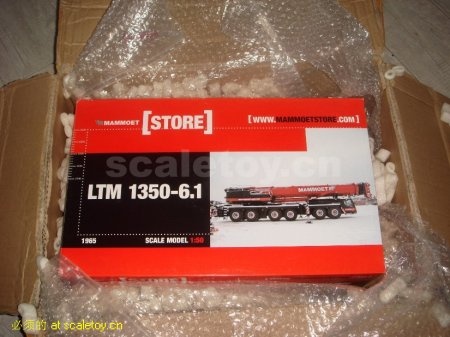 MAMMOET [STORE]
[ WWW.MAMMOETSTORE.COM ]
scaletoy.cn
LTM 1350-6.1
MAMMOET
1965
SCALE MODEL 1:50
必须的 at scaletoy.cn